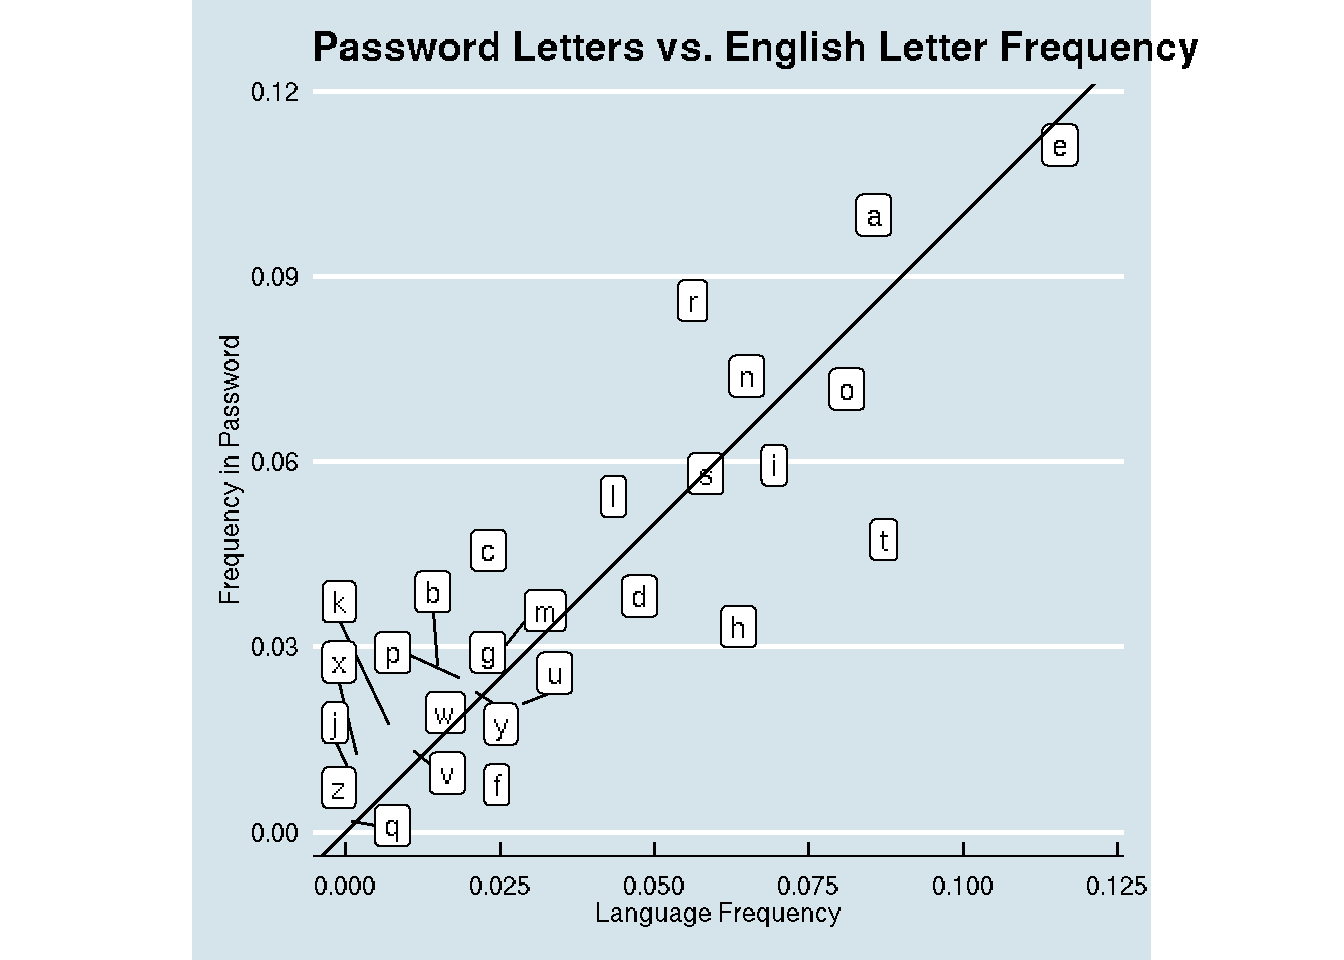 Password Letters vs. English Letter Frequency
0.12
e
a
0.09
r
n
o
0.06
i
s
l
t
c
b
d
k
m
h
0.03
p
g
x
u
w
j
y
v
f
z
0.00
q
0.000 0.025 0.050 0.075 0.100 0.125
Language Frequency
Frequency in Password